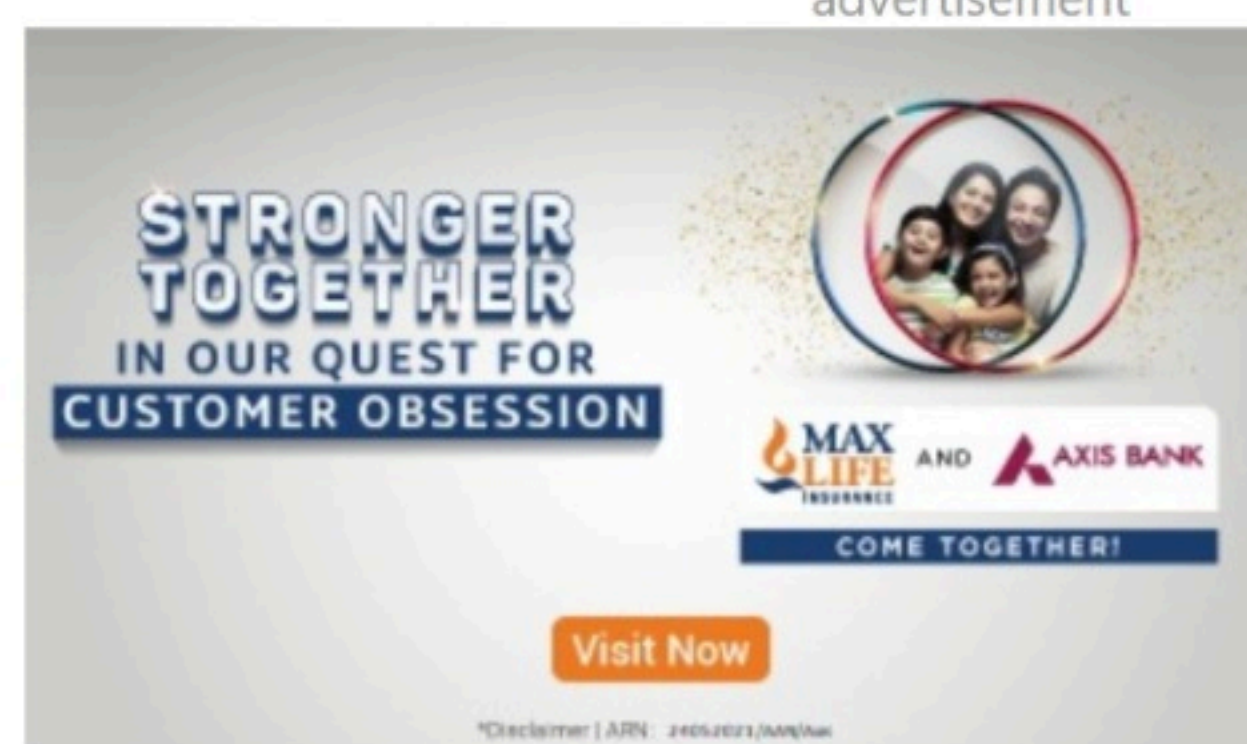 advertisement
STRONGER
TOGETHER
IN OUR QUEST FOR
CUSTOMER OBSESSION
MAX
LIFE
INSURANCE
AND
AXIS BANK
COME TOGETHER!
Visit Now
*Disclaimer | ARN: